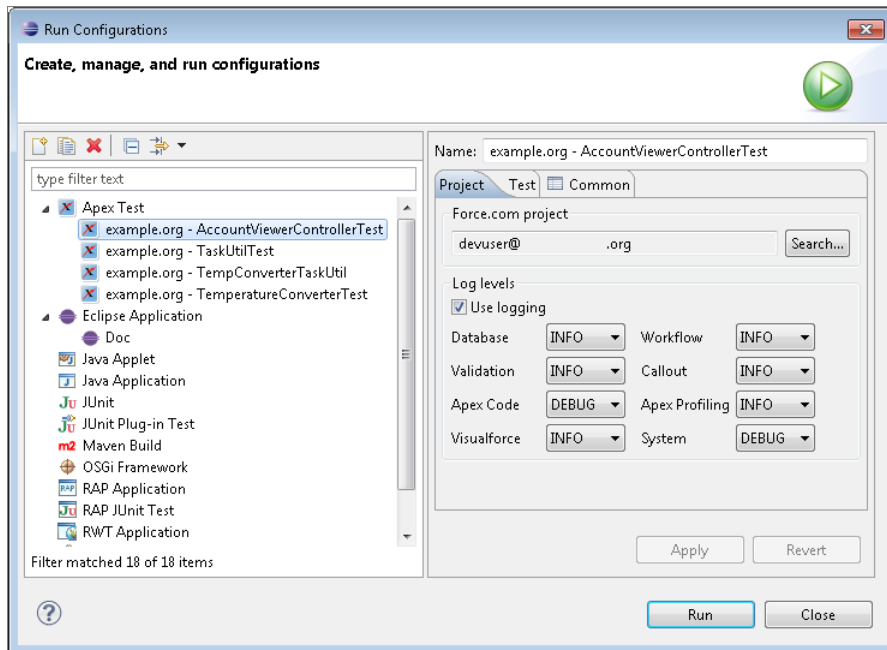 Run Configurations
Create, manage, and run configurations
type filter text
Apex Test
example.org - AccountViewerControllerTest
example.org - TaskUtilTest
example.org - TempConverterTaskUtil
example.org - TemperatureConverterTest
Eclipse Application
Doc
Java Applet
Java Application
Ju JUnit
Jü JUnit Plug-in Test
m2 Maven Build
OSGi Framework
RAP RAP Application
Ju RAP JUnit Test
RWT Application
Filter matched 18 of 18 items
Name: example.org - AccountViewerControllerTest
Project Test Common
Force.com project
devuser@ .org Search...
Log levels
Use logging
Database INFO Workflow INFO
Validation INFO Callout INFO
Apex Code DEBUG Apex Profiling INFO
Visualforce INFO System DEBUG
Apply Revert
? Run Close